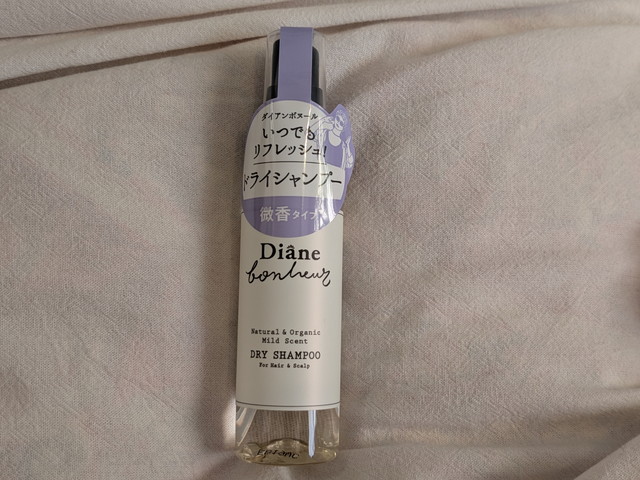 ダイアンボヌール
いつでも
リフレッシュ!
ドライシャンプー
微香タイプ
Diâne
bonheur
Natural & Organic
Mild Scent
DRY SHAMPOO
For Hair & Scalp